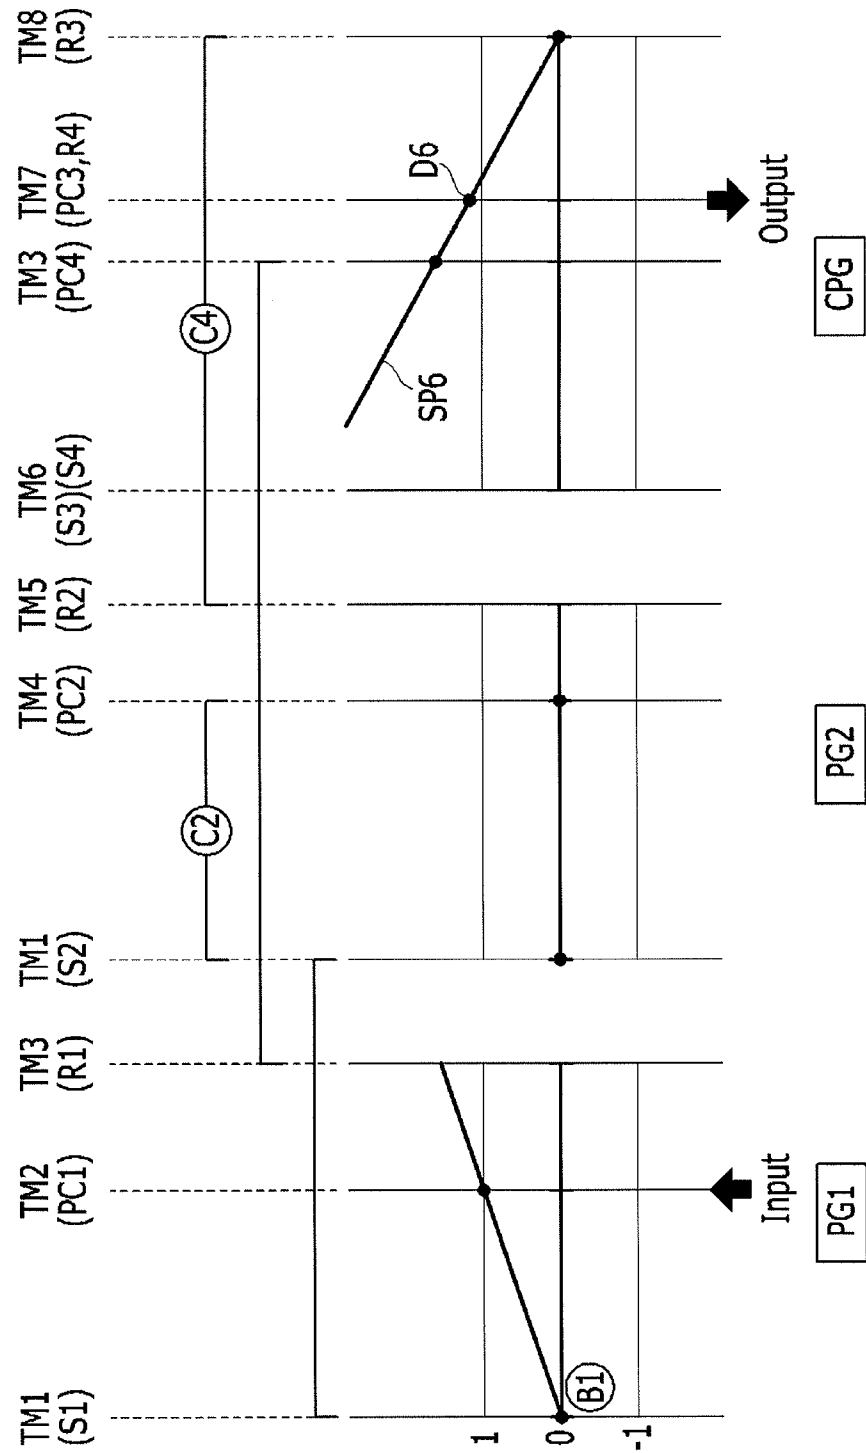 TM1
(S1)
TM2
(PC1)
TM3
(R1)
TM1
(S2)
TM4
(PC2)
TM5
(R2)
TM6
(S3)(S4)
TM3
(PC4)
TM7
(PC3,R4)
TM8
(R3)
C2
C4
1
0
-1
B1
SP6
D6
Input
Output
PG1
PG2
CPG